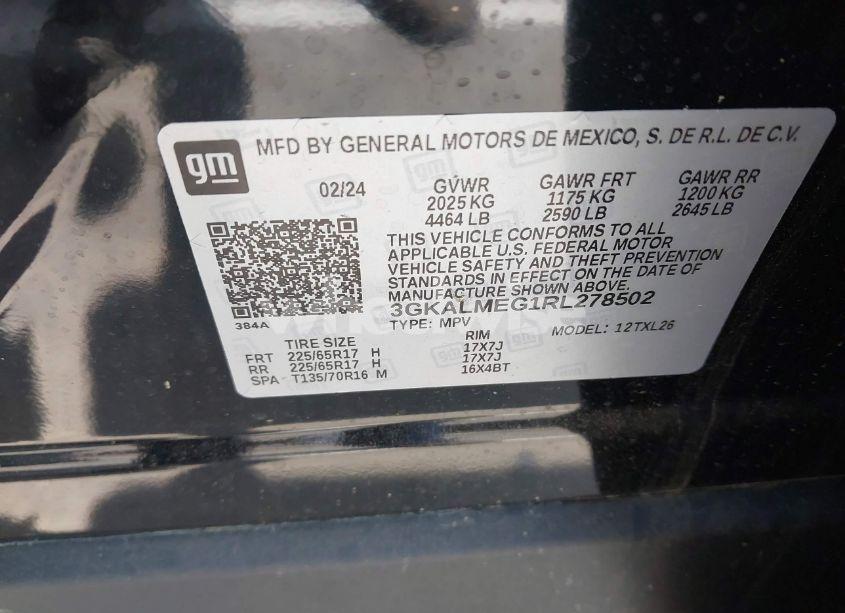 gm
MFD BY GENERAL MOTORS DE MEXICO, S. DE R.L. DE C.V.
02/24 GVWR GAWR FRT GAWR RR
2025 KG 1175 KG 1200 KG
4464 LB 2590 LB 2645 LB
THIS VEHICLE CONFORMS TO ALL
APPLICABLE U.S. FEDERAL MOTOR
VEHICLE SAFETY AND THEFT PREVENTION
STANDARDS IN EFFECT ON THE DATE OF
MANUFACTURE SHOWN ABOVE.
3GKALMEG1RL278502
384A
TYPE: MPV MODEL: 12TXL26
TIRE SIZE RIM
FRT 225/65R17 H 17X7J
RR 225/65R17 H 17X7J
SPA T135/70R16 M 16X4BT